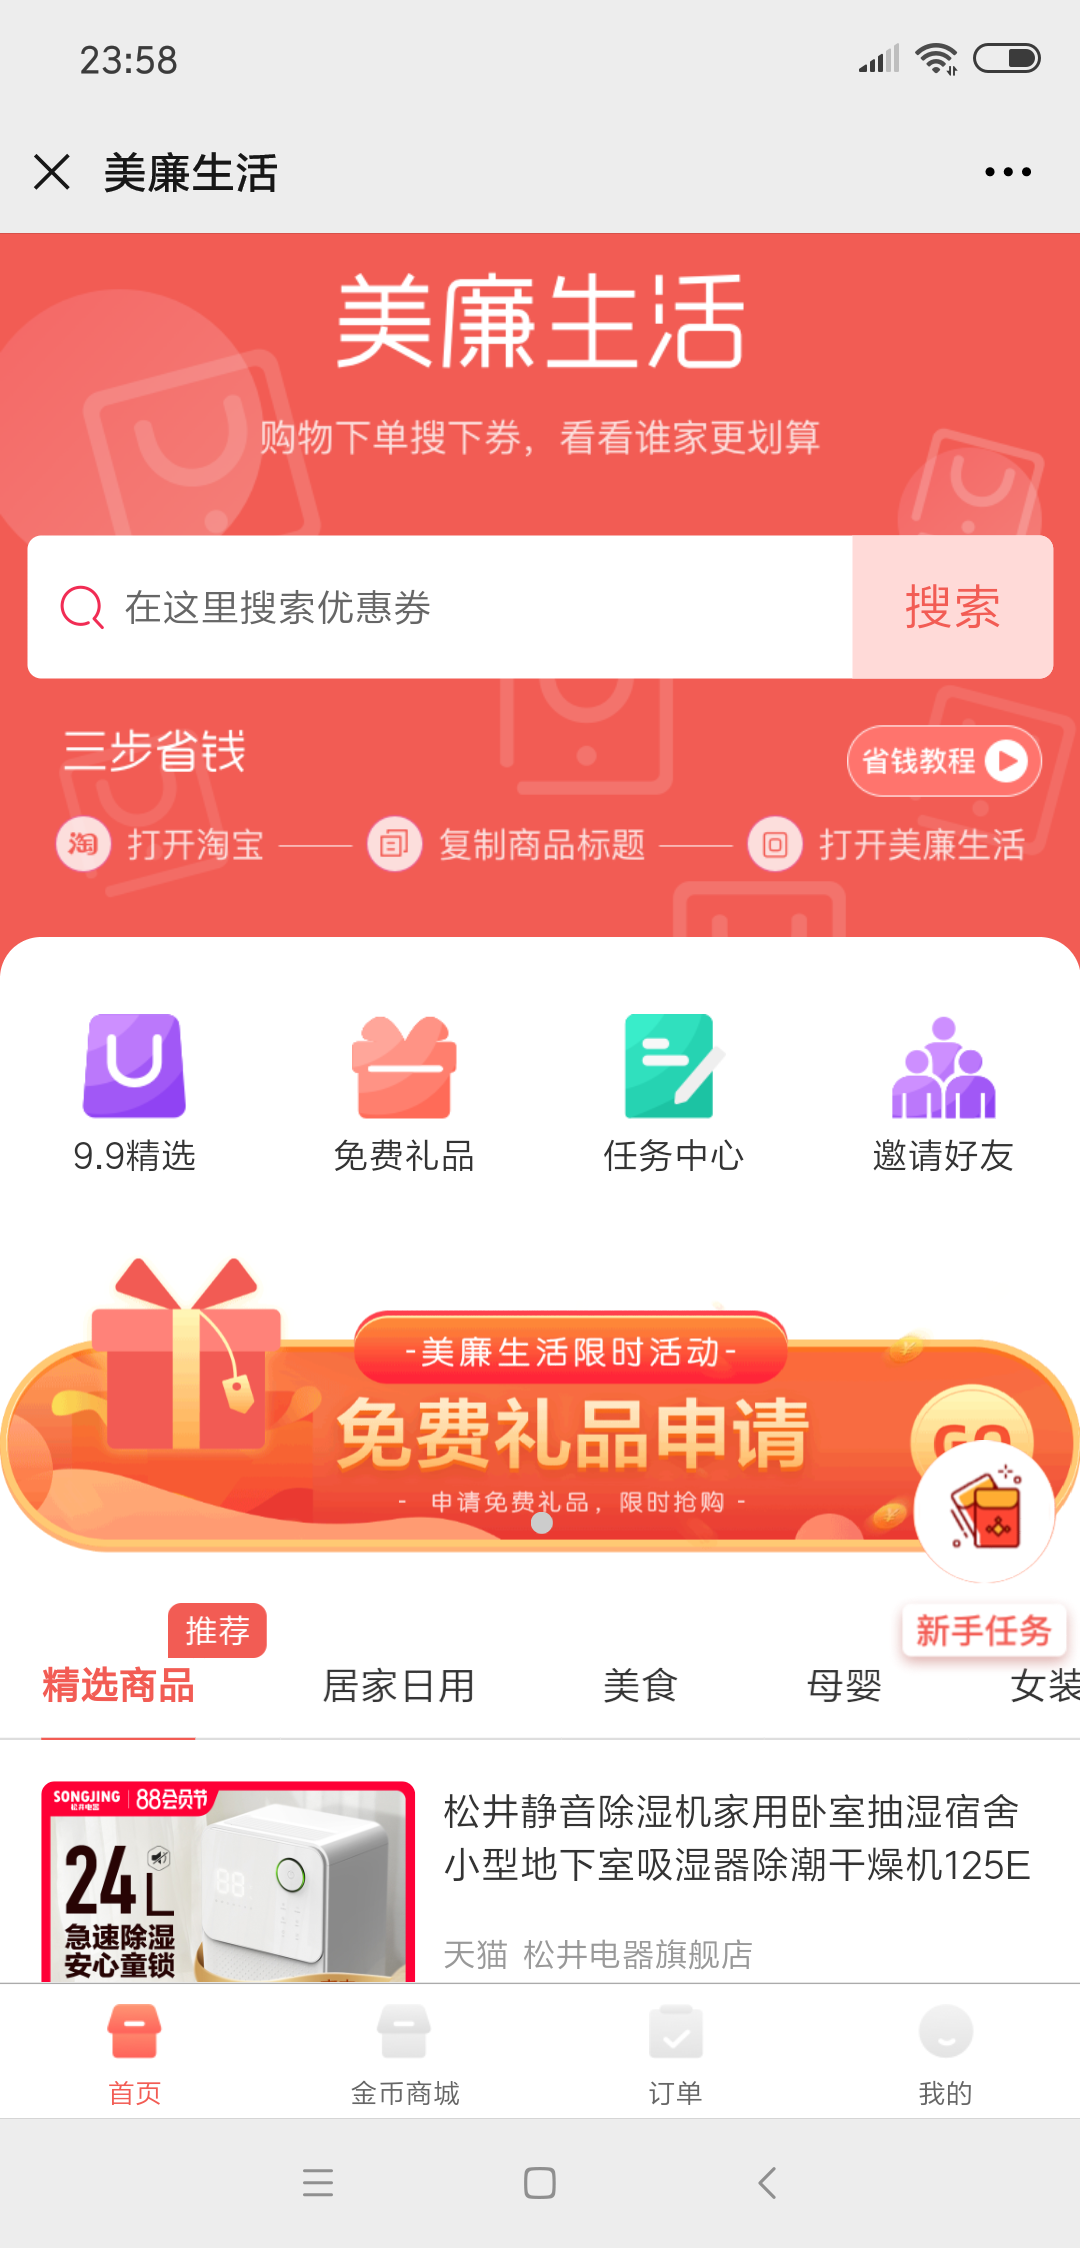 23:58
美廉生活
美廉生活
购物下单搜下券，看看谁家更划算
在这里搜索优惠券
搜索
三步省钱
省钱教程
淘 打开淘宝
复制商品标题
打开美廉生活
9.9精选
免费礼品
任务中心
邀请好友
-美廉生活限时活动-
免费礼品申请
GO
- 申请免费礼品，限时抢购 -
新手任务
推荐
精选商品
居家日用
美食
母婴
女装
SONGJING
松井电器
88会员节
24L
急速除湿
安心童锁
88
松井静音除湿机家用卧室抽湿宿舍
小型地下室吸湿器除潮干燥机125E
天猫 松井电器旗舰店
首页
金币商城
订单
我的